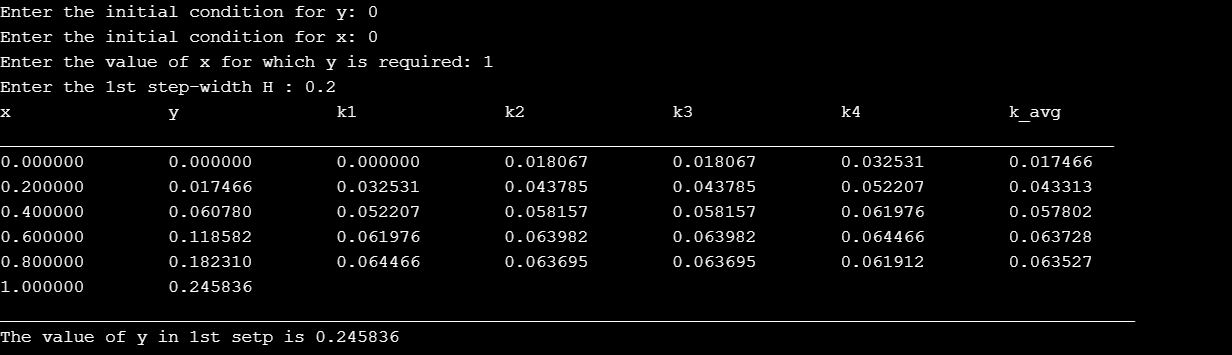 Enter the initial condition for y: 0
Enter the initial condition for x: 0
Enter the value of x for which y is required: 1
Enter the 1st step-width H : 0.2
x y k1 k2 k3 k4 k_avg
0.000000 0.000000 0.000000 0.018067 0.018067 0.032531 0.017466
0.200000 0.017466 0.032531 0.043785 0.043785 0.052207 0.043313
0.400000 0.060780 0.052207 0.058157 0.058157 0.061976 0.057802
0.600000 0.118582 0.061976 0.063982 0.063982 0.064466 0.063728
0.800000 0.182310 0.064466 0.063695 0.063695 0.061912 0.063527
1.000000 0.245836
The value of y in 1st setp is 0.245836